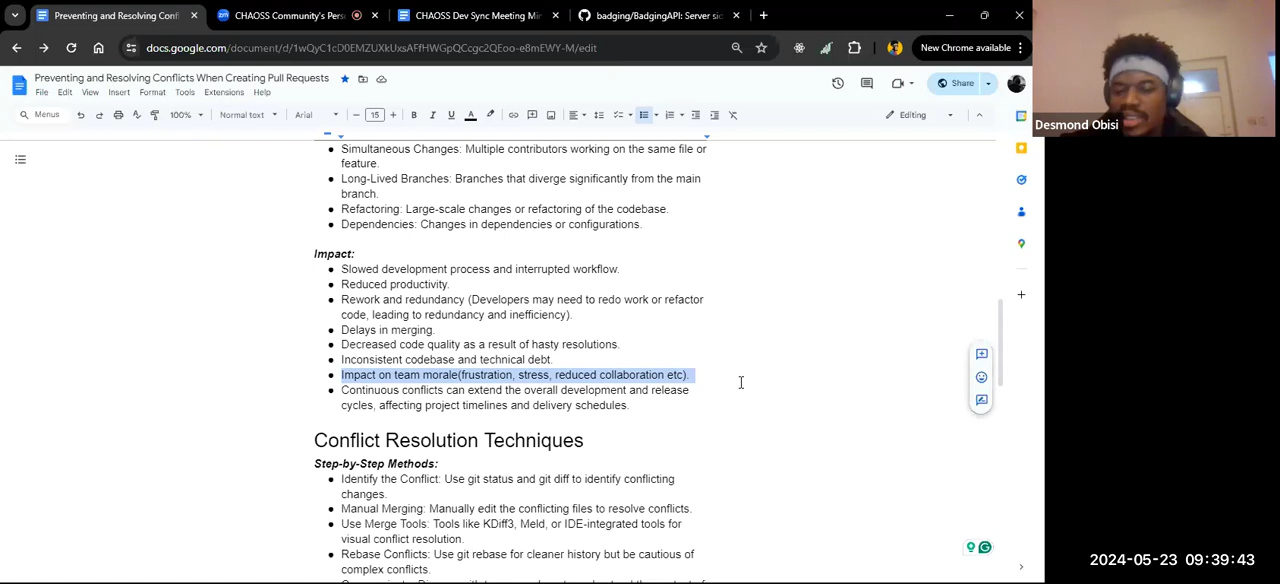 Preventing and Resolving Confl
CHAOSS Community's Pers
CHAOSS Dev Sync Meeting Min
badging/BadgingAPI: Server sid
docs.google.com/document/d/1wQyC1cD0EMZUXkUxsAFfHWGpQCcgc2QEoo-e8mEWY-M/edit
New Chrome available
Preventing and Resolving Conflicts When Creating Pull Requests
File Edit View Insert Format Tools Extensions Help
Share
Menus
100%
Normal text
Arial
15
B I U A
Editing
Desmond Obisi
Simultaneous Changes: Multiple contributors working on the same file or
feature.
Long-Lived Branches: Branches that diverge significantly from the main
branch.
Refactoring: Large-scale changes or refactoring of the codebase.
Dependencies: Changes in dependencies or configurations.
Impact:
Slowed development process and interrupted workflow.
Reduced productivity.
Rework and redundancy (Developers may need to redo work or refactor
code, leading to redundancy and inefficiency).
Delays in merging.
Decreased code quality as a result of hasty resolutions.
Inconsistent codebase and technical debt.
Impact on team morale(frustration, stress, reduced collaboration etc).
Continuous conflicts can extend the overall development and release
cycles, affecting project timelines and delivery schedules.
Conflict Resolution Techniques
Step-by-Step Methods:
Identify the Conflict: Use git status and git diff to identify conflicting
changes.
Manual Merging: Manually edit the conflicting files to resolve conflicts.
Use Merge Tools: Tools like KDiff3, Meld, or IDE-integrated tools for
visual conflict resolution.
Rebase Conflicts: Use git rebase for cleaner history but be cautious of
complex conflicts.
2024-05-23 09:39:43